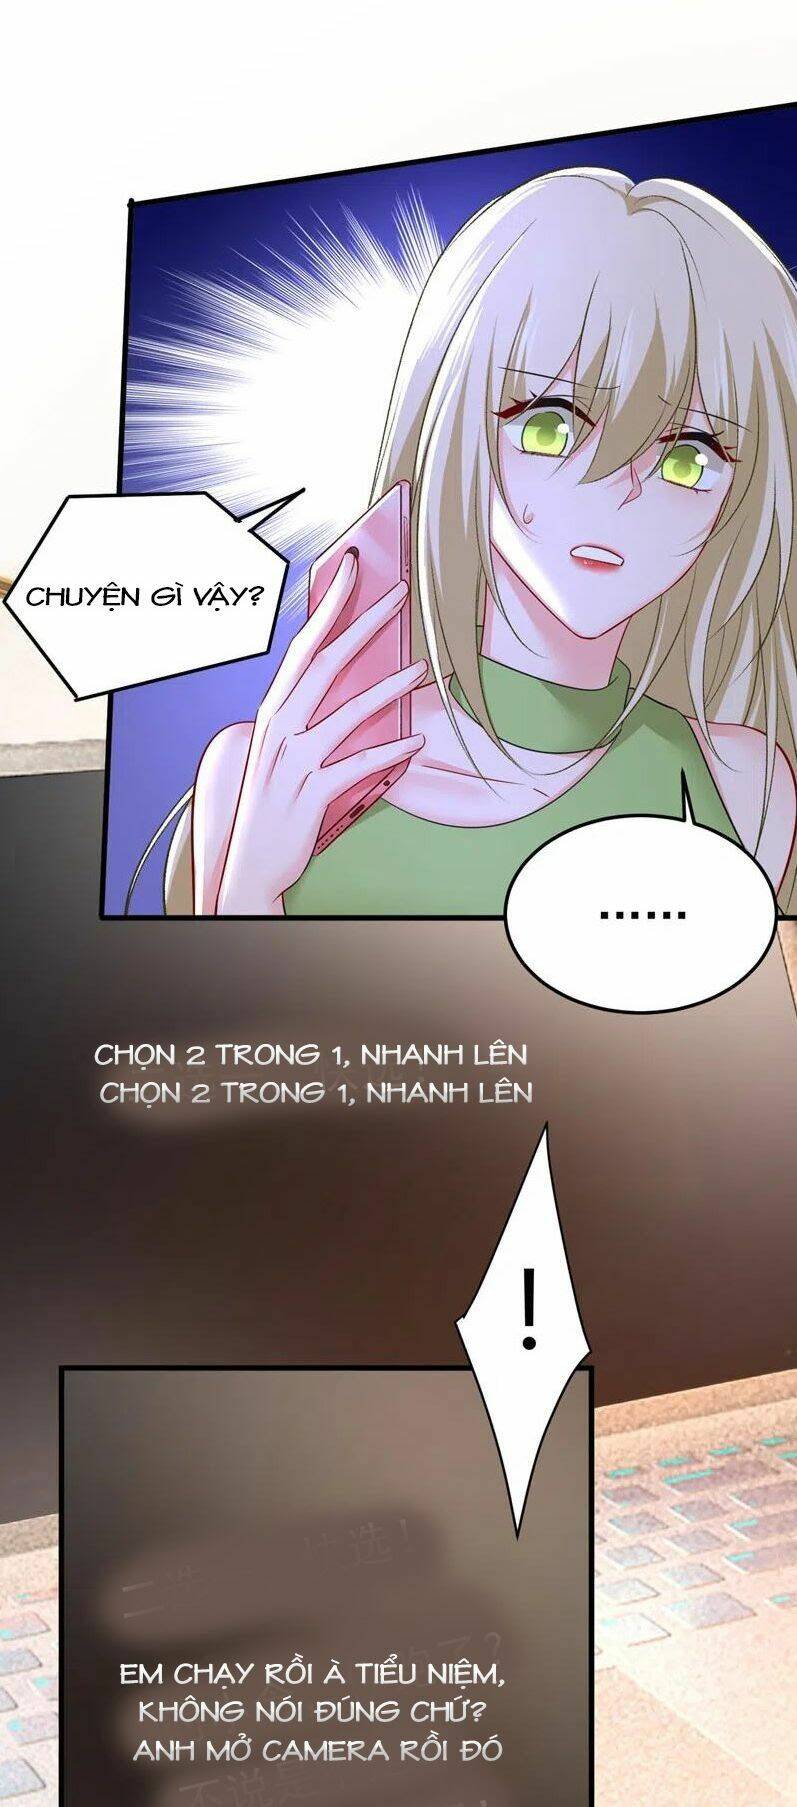 CHUYỆN GÌ VẬY?
......
CHỌN 2 TRONG 1, NHANH LÊN
CHỌN 2 TRONG 1, NHANH LÊN
!
EM CHẠY RỒI À TIỂU NIỆM,
KHÔNG NÓI ĐÚNG CHỨ?
ANH MỞ CAMERA RỒI ĐÓ